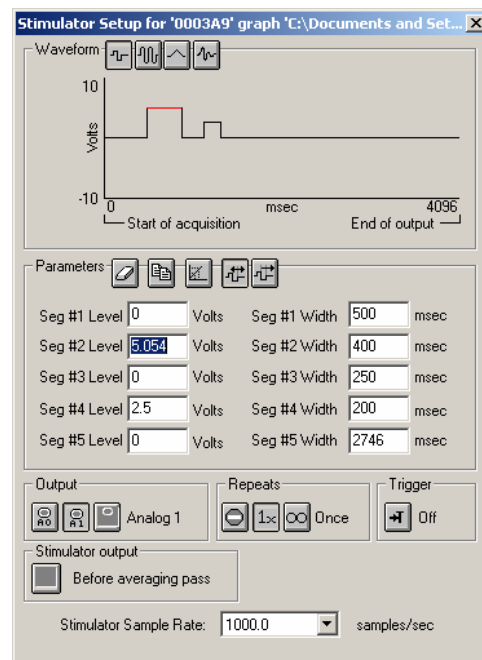 Stimulator Setup for '0003A9' graph 'C:\Documents and Set... X
Waveform
10
Volts
-10
0 msec 4096
Start of acquisition End of output
Parameters
Seg #1 Level 0 Volts Seg #1 Width 500 msec
Seg #2 Level 5.054 Volts Seg #2 Width 400 msec
Seg #3 Level 0 Volts Seg #3 Width 250 msec
Seg #4 Level 2.5 Volts Seg #4 Width 200 msec
Seg #5 Level 0 Volts Seg #5 Width 2746 msec
Output Repeats Trigger
A0 A1 Analog 1 1x Once Off
Stimulator output
Before averaging pass
Stimulator Sample Rate: 1000.0 samples/sec